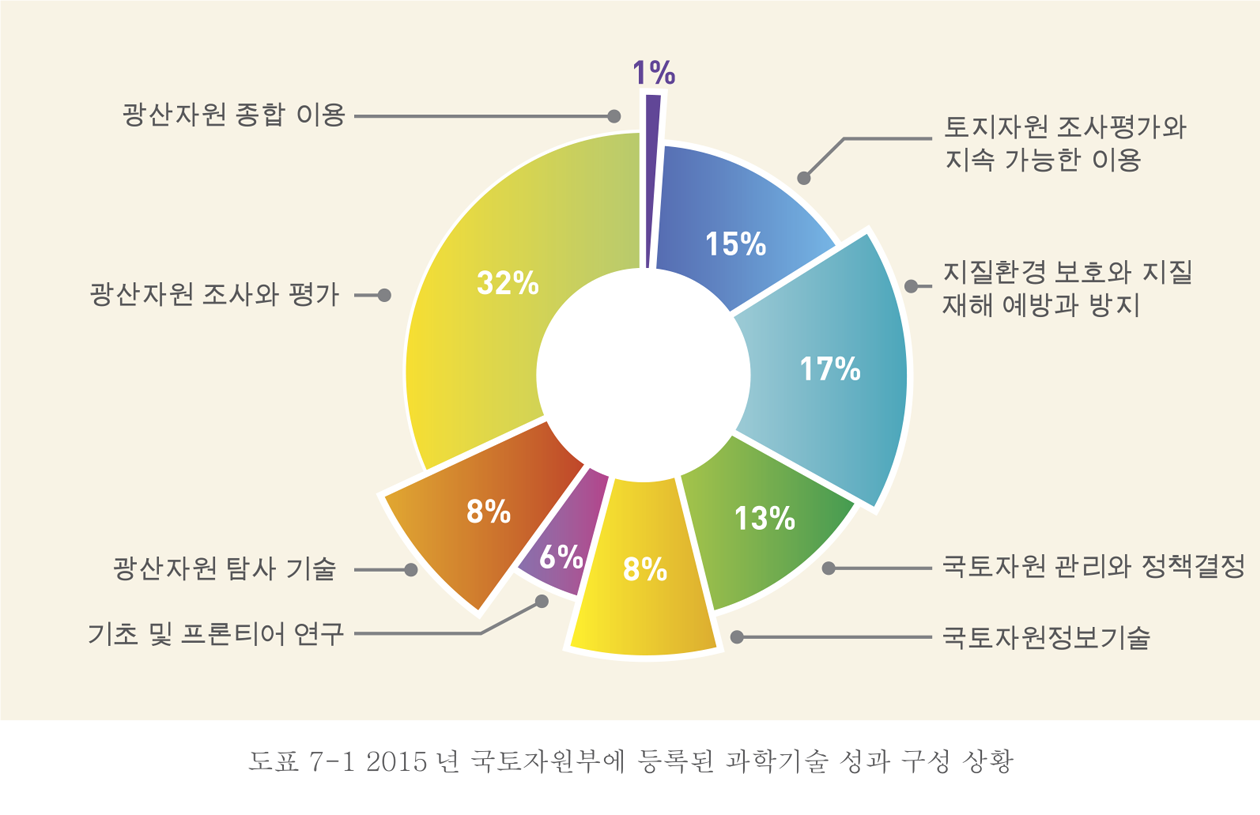 1%
광산자원 종합 이용
토지자원 조사평가와
지속 가능한 이용
15%
지질환경 보호와 지질
재해 예방과 방지
32%
광산자원 조사와 평가
17%
8%
13%
광산자원 탐사 기술
6%
8%
국토자원 관리와 정책결정
기초 및 프론티어 연구
국토자원정보기술
도표 7-1 2015 년 국토자원부에 등록된 과학기술 성과 구성 상황